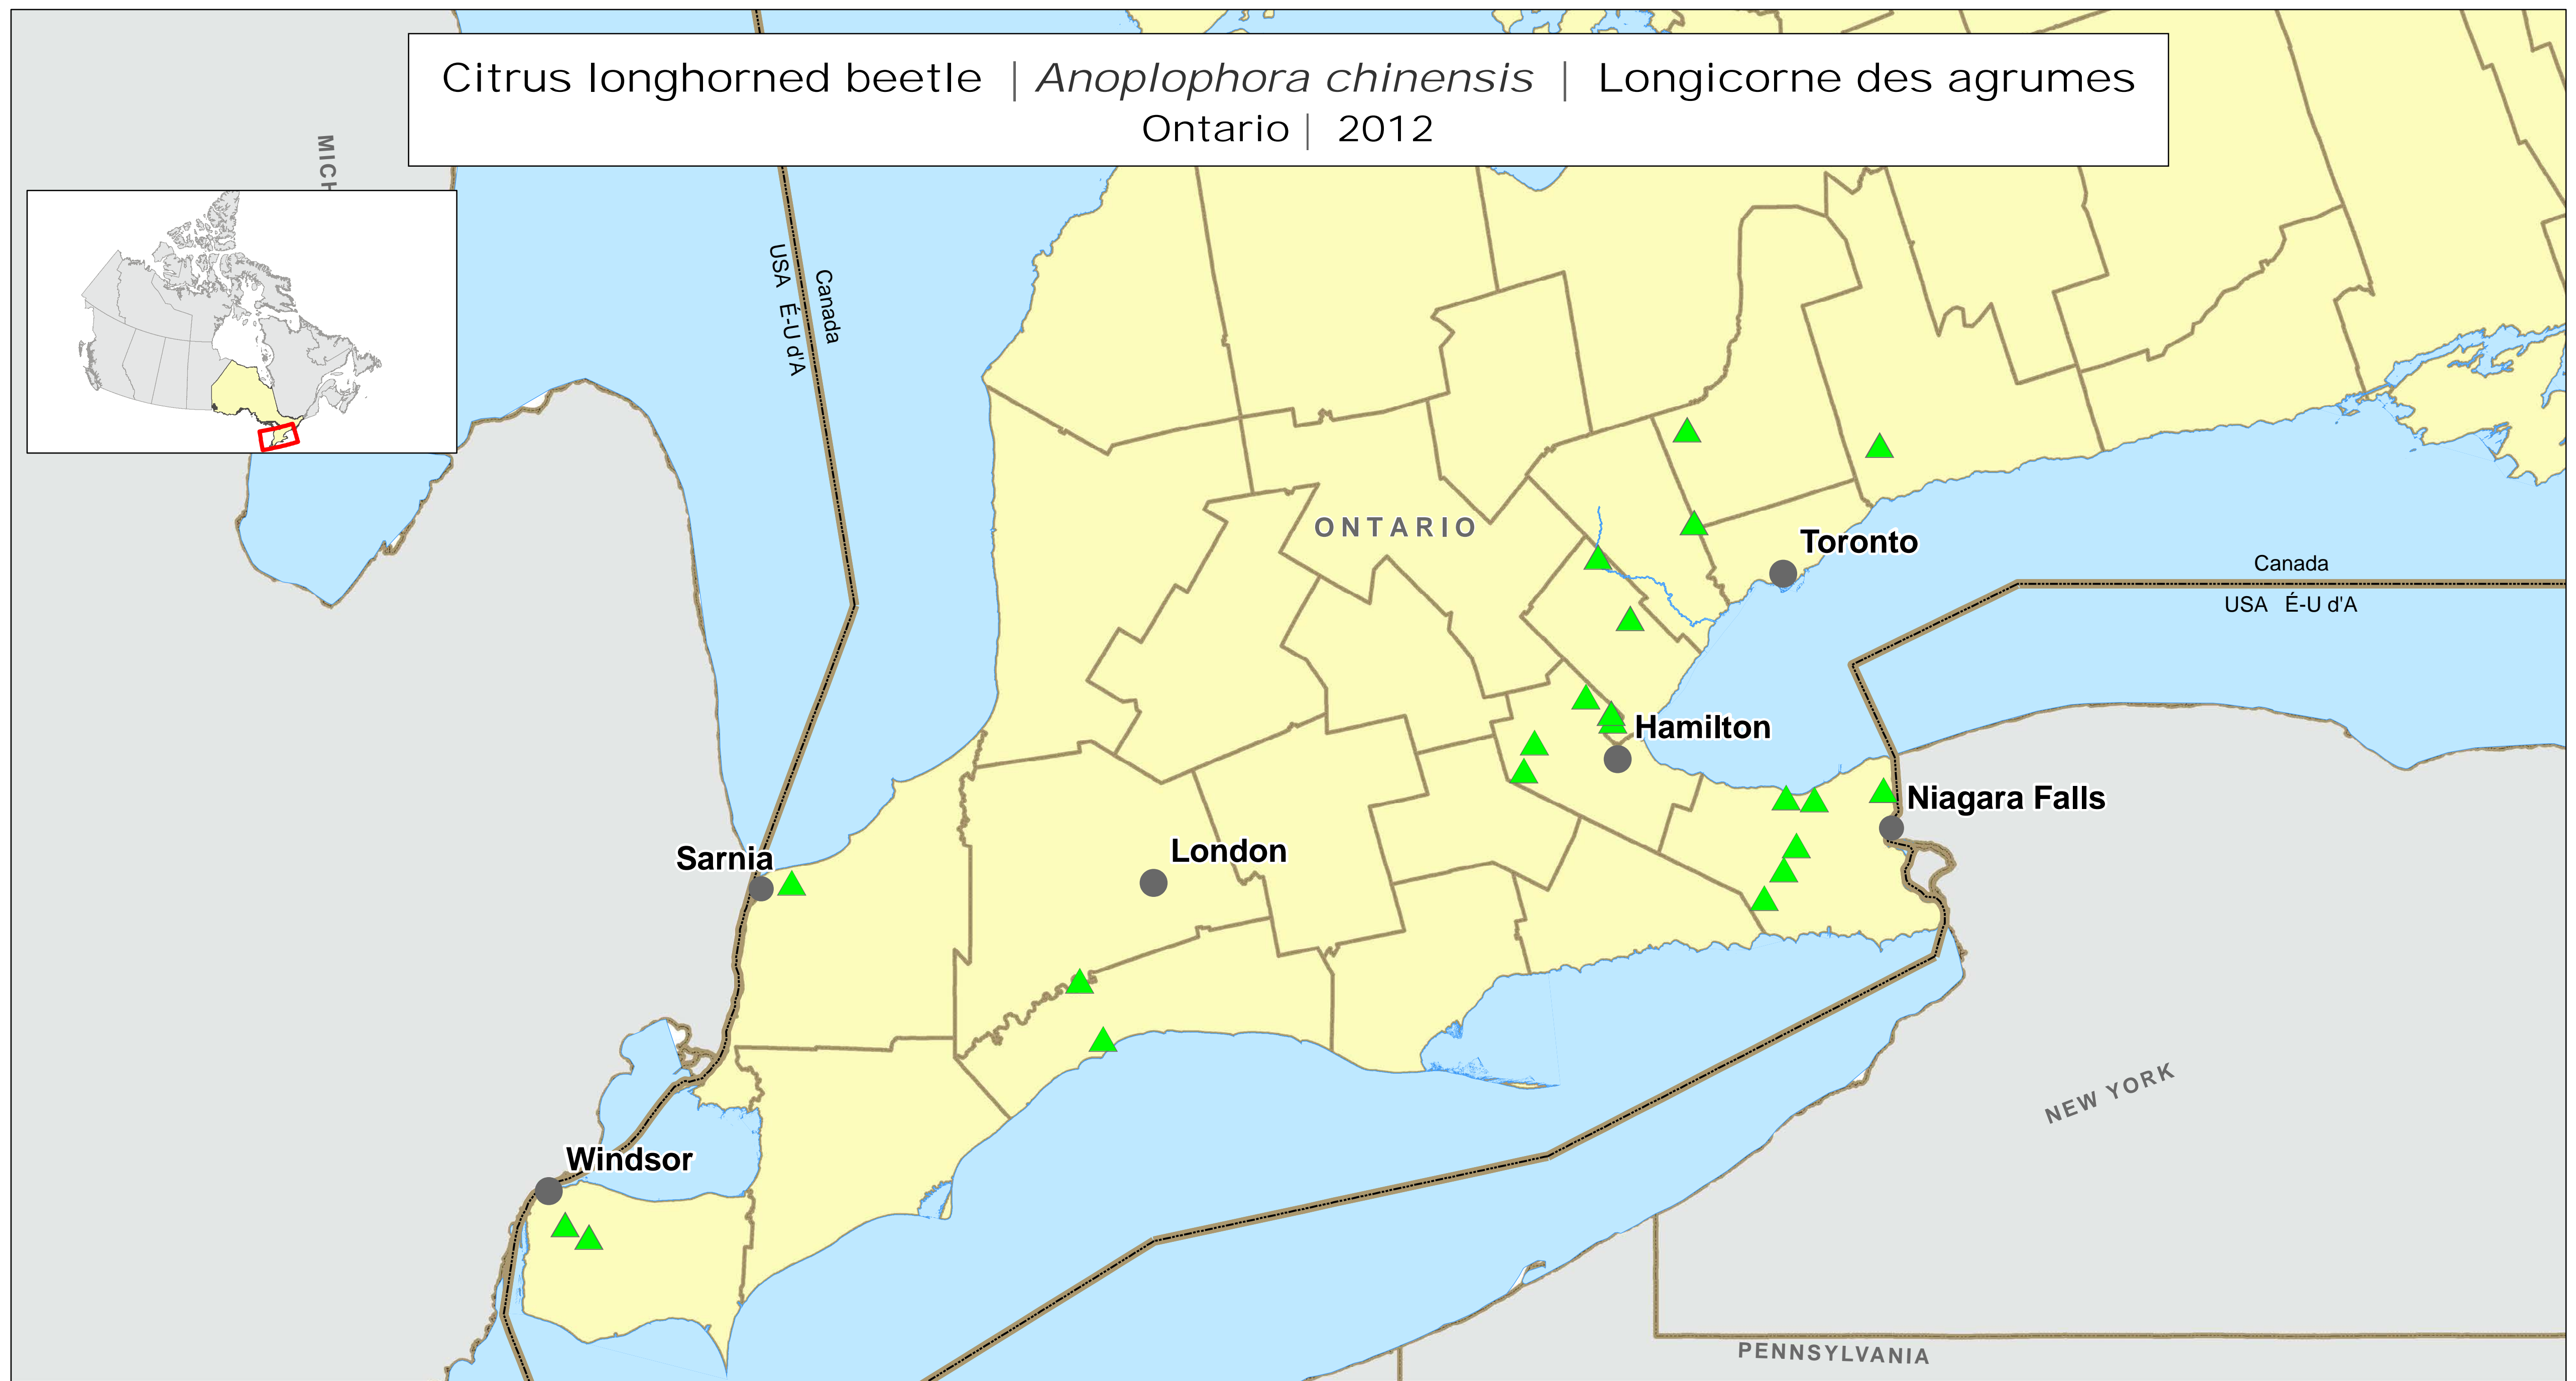 Citrus longhorned beetle | Anoplophora chinensis | Longicorne des agrumes
Ontario | 2012
MICH
Canada
USA É-U d'A
ONTARIO
Toronto
Canada
USA É-U d'A
Hamilton
Niagara Falls
Sarnia
London
NEW YORK
Windsor
PENNSYLVANIA